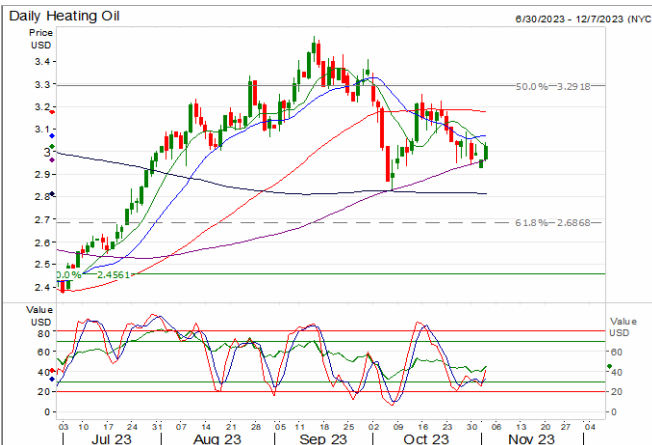 Daily Heating Oil
6/30/2023 - 12/7/2023 (NYC
Price
USD
3.4
3.3
3.2
3.1
3
2.9
2.8
2.7
2.6
2.5
2.4
50.0% 3.2918
61.8% 2.6868
0.0% 2.4561
Value
USD
80
60
40
20
0
Value
USD
60
40
20
0
03 10 17 24 31 07 14 21 28 05 11 18 25 02 09 16 23 30 06 13 20 27 04
Jul 23 Aug 23 Sep 23 Oct 23 Nov 23